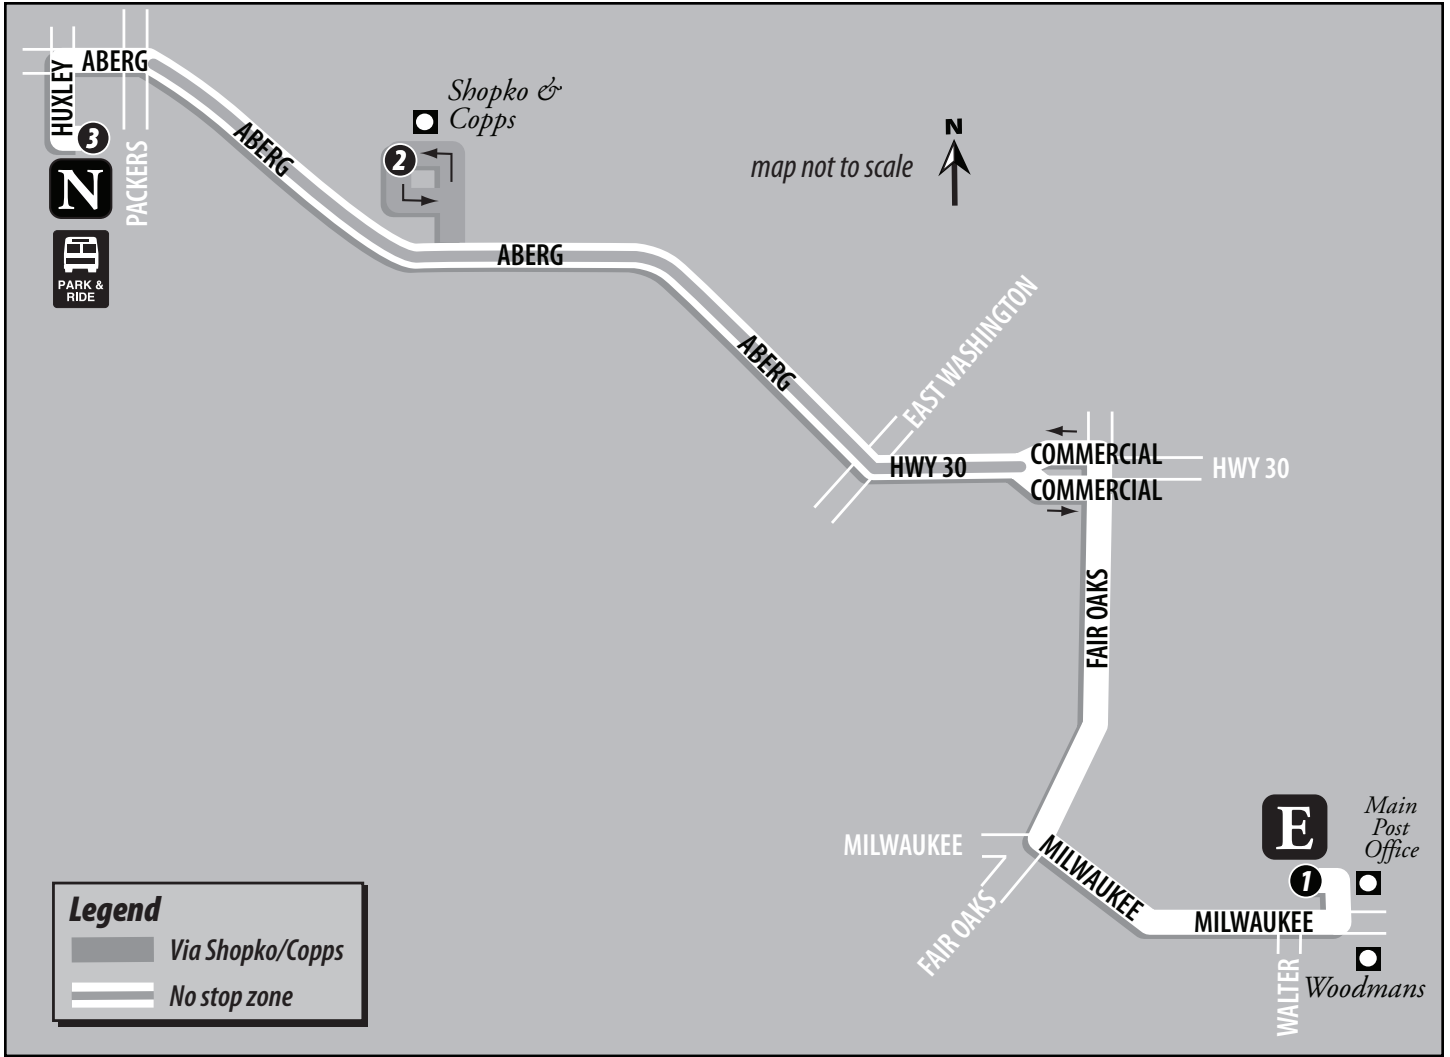 ABERG
HUXLEY
3
N
PARK &
RIDE
PACKERS
ABERG
Shopko &
Copps
2
map not to scale
N
ABERG
ABERG
EAST WASHINGTON
HWY 30
COMMERCIAL
COMMERCIAL
HWY 30
FAIR OAKS
MILWAUKEE
FAIR OAKS
MILWAUKEE
MILWAUKEE
E
1
Main
Post
Office
WALTER
Woodmans
Legend
Via Shopko/Copps
No stop zone